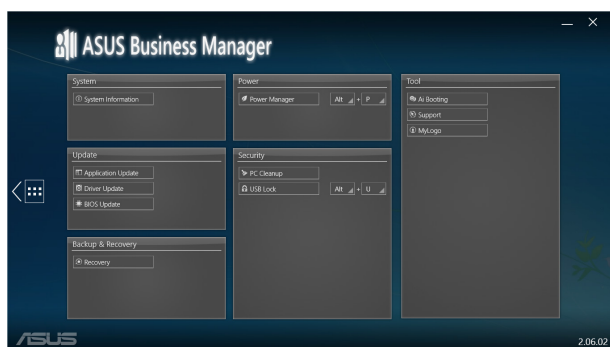 ASUS Business Manager
System
System Information
Update
Application Update
Driver Update
BIOS Update
Backup & Recovery
Recovery
Power
Power Manager Alt + P
Security
PC Cleanup
USB Lock Alt + U
Tool
Ai Booting
Support
MyLogo
ASUS
2.06.02